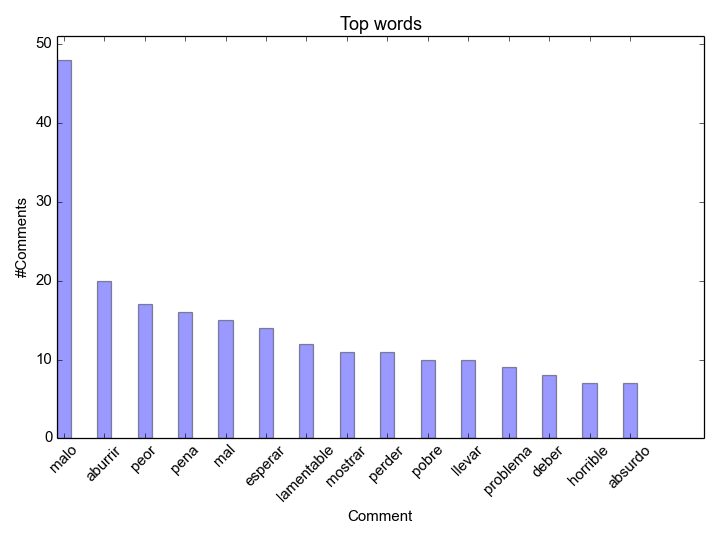 Top words
50
40
30
20
10
0
#Comments
malo
aburrir
peor
pena
mal
esperar
lamentable
mostrar
perder
pobre
llevar
problema
deber
horrible
absurdo
Comment